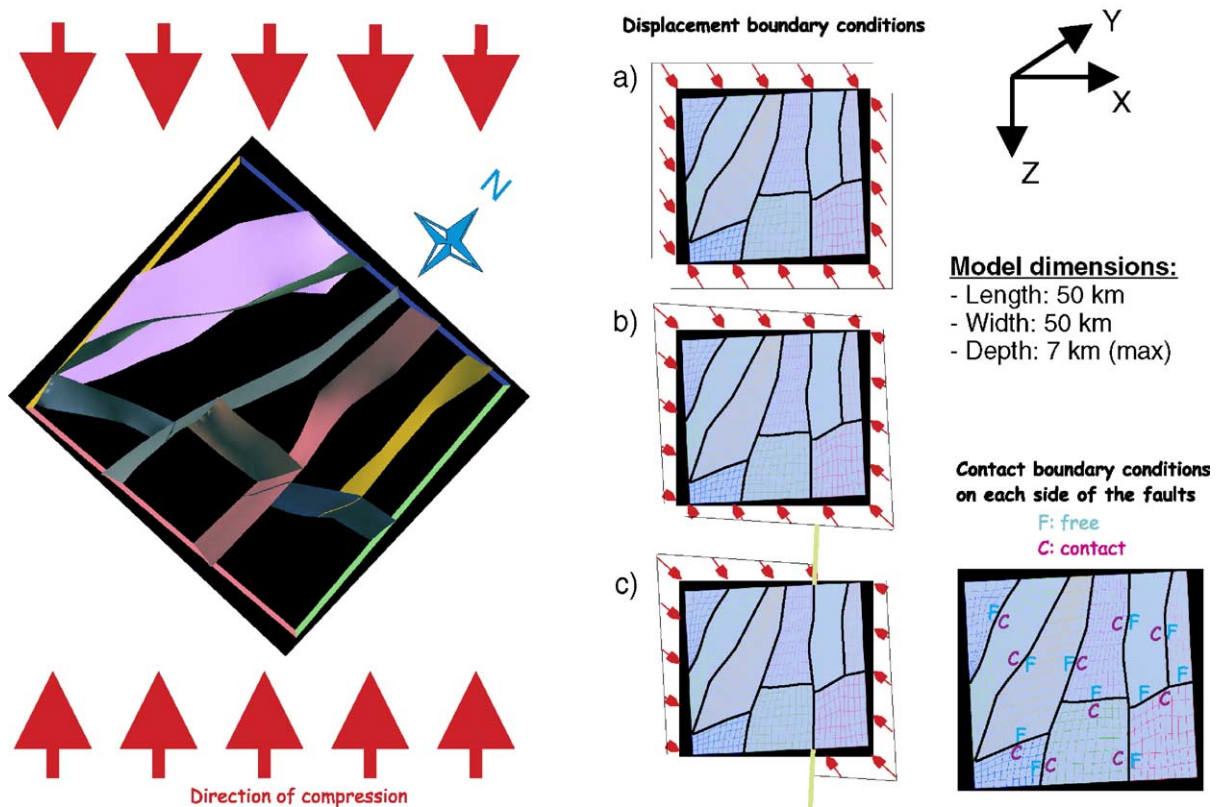 Displacement boundary conditions
a)
Y
X
Z
N
Model dimensions:
- Length: 50 km
- Width: 50 km
- Depth: 7 km (max)
b)
Contact boundary conditions
on each side of the faults
F: free
C: contact
c)
F
C
C
F
C
F
C
F
F
C
F
C
F
F
C
F
C
F
C
F
C
C
F
Direction of compression